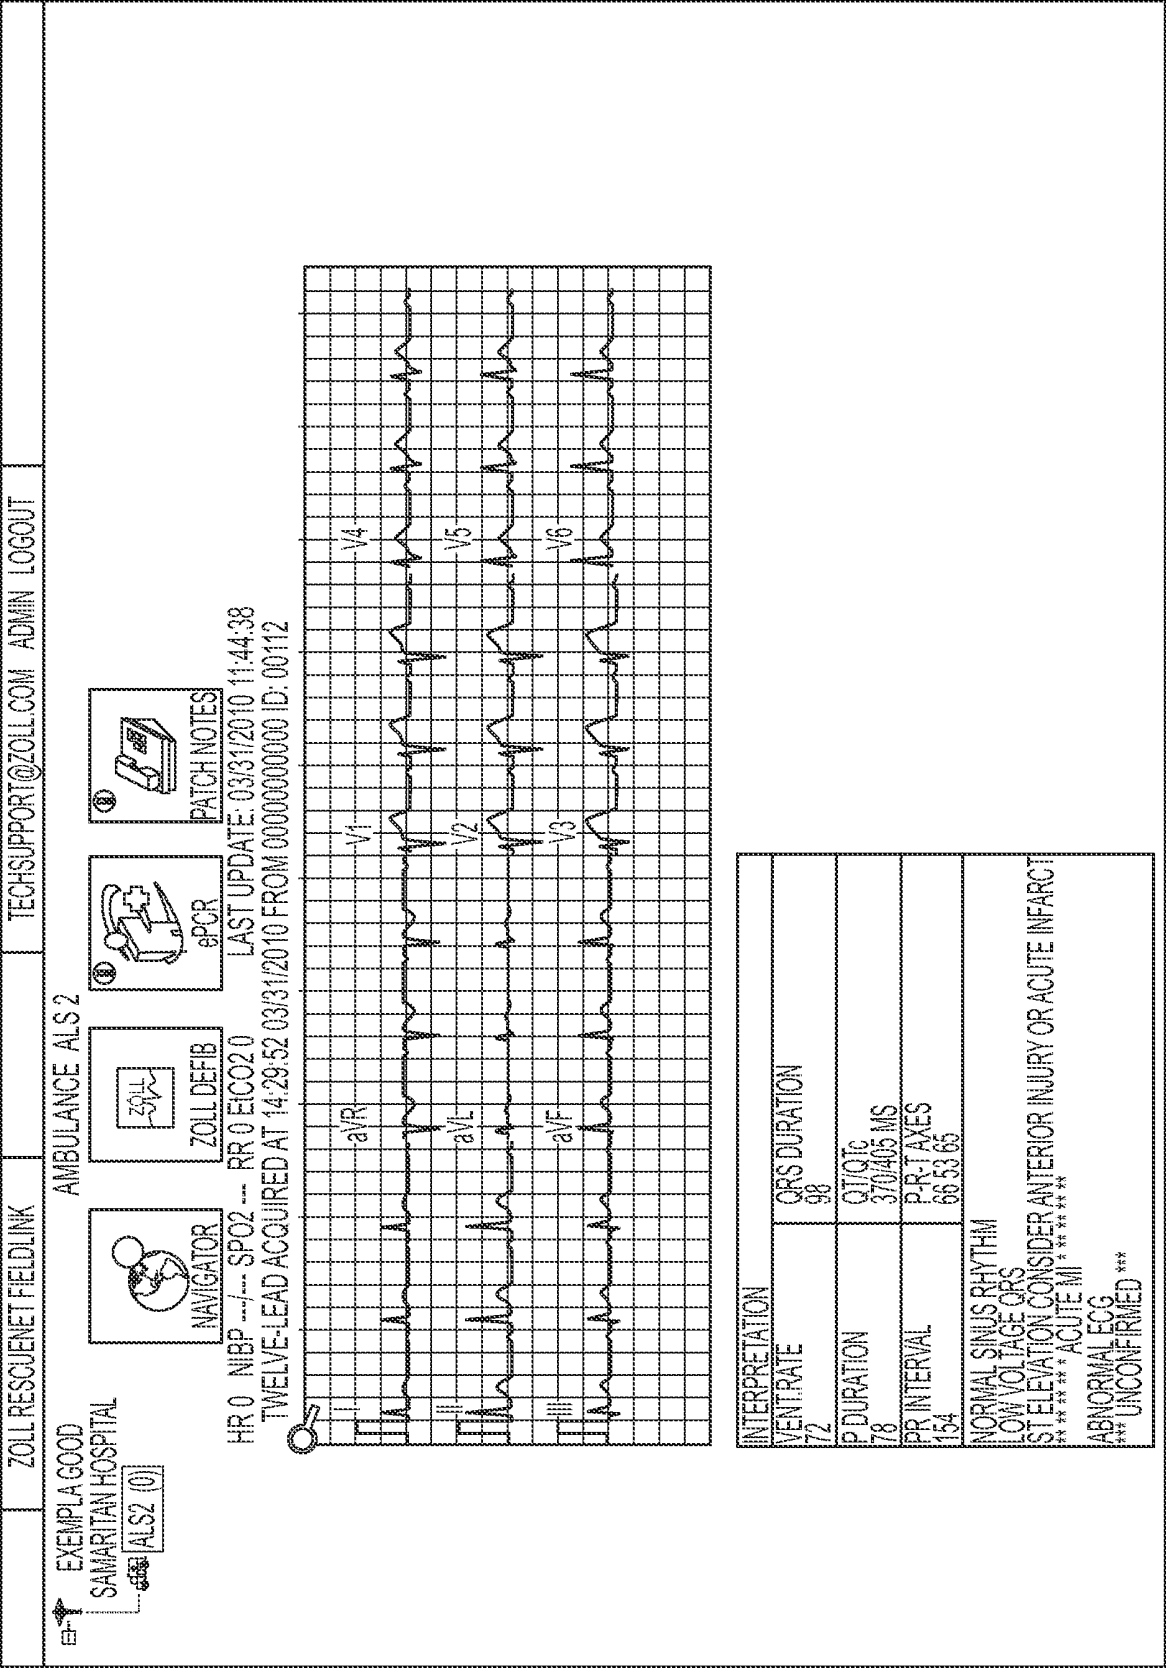 ZOLL RESCUENET FIELDLINK
TECHSUPPORT@ZOLL.COM ADMIN LOGOUT
EXEMPLA GOOD
SAMARITAN HOSPITAL
ALS2 (0)
AMBULANCE ALS 2
NAVIGATOR
ZOLL
ZOLL DEFIB
ePCR
PATCH NOTES
HR 0 NIBP ---/--- SPO2 --- RR 0 EICO2 0 LAST UPDATE: 03/31/2010 11:44:38
TWELVE-LEAD ACQUIRED AT 14:29:52 03/31/2010 FROM 0000000000 ID: 00112
I aVR V1 V4
II aVL V2 V5
III aVF V3 V6
INTERPRETATION
VENT.RATE QRS DURATION
72 98
P DURATION QT/QTc
78 370/405 MS
PR INTERVAL P-R-T AXES
154 66 53 65
NORMAL SINUS RHYTHM
LOW VOLTAGE QRS
ST ELEVATION CONSIDER ANTERIOR INJURY OR ACUTE INFARCT
** ** ** ** ** ACUTE MI * ** ** ** **
ABNORMAL ECG
*** UNCONFIRMED ***